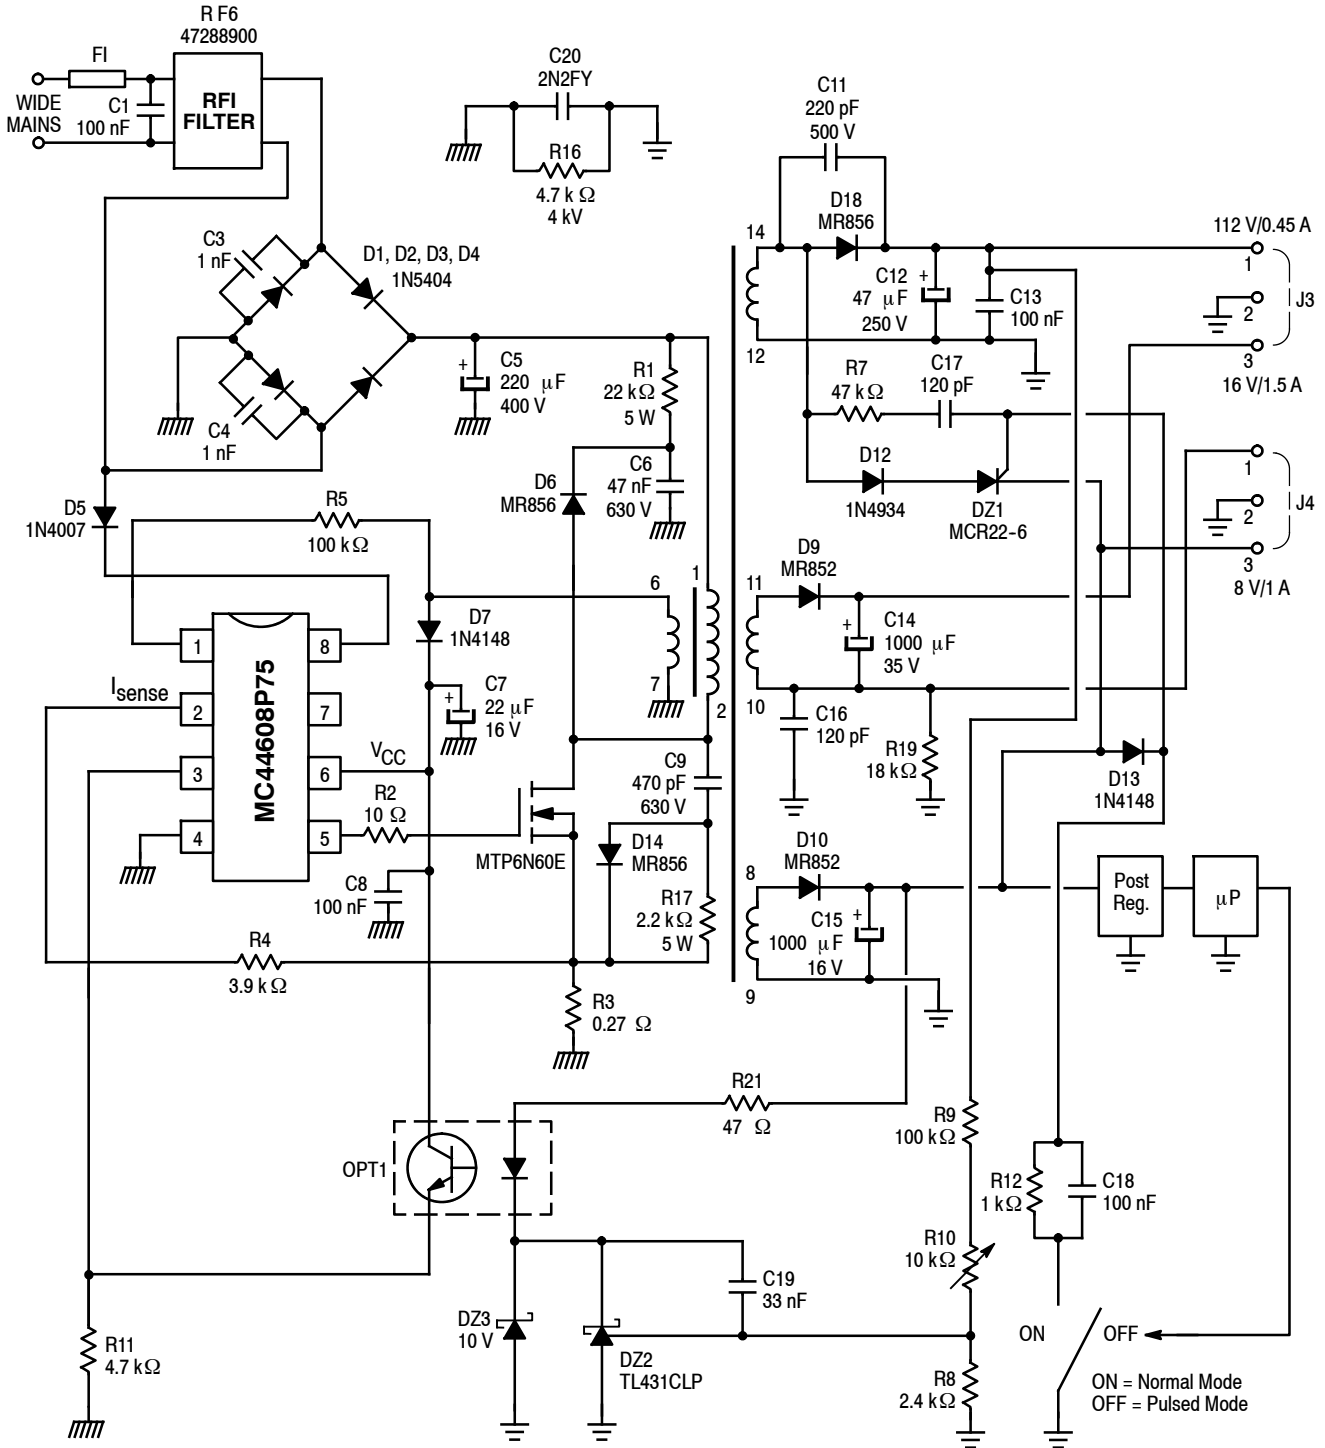 R F6
47288900
FI
WIDE
MAINS
C1
100 nF
RFI
FILTER
C20
2N2FY
R16
4.7 k Ω
4 kV
C11
220 pF
500 V
D18
MR856
14
112 V/0.45 A
1
J3
2
3
16 V/1.5 A
C3
1 nF
D1, D2, D3, D4
1N5404
C12
+
47 µF
250 V
C13
100 nF
12
C5
+
220 µF
400 V
R1
22 kΩ
5 W
R7
47 kΩ
C17
120 pF
C4
1 nF
D12
1N4934
DZ1
MCR22-6
1
J4
2
3
8 V/1 A
D6
MR856
C6
47 nF
630 V
D5
1N4007
R5
100 kΩ
D9
MR852
6
1
11
D7
1N4148
C14
+
1000 µF
35 V
MC44608P75
1
8
Isense
2
7
3
6
4
5
VCC
C7
+
22 µF
16 V
7
2
10
C16
120 pF
R19
18 kΩ
D13
1N4148
R2
10 Ω
MTP6N60E
C9
470 pF
630 V
D14
MR856
D10
MR852
8
C15
+
1000 µF
16 V
9
Post
Reg.
µP
C8
100 nF
R17
2.2 kΩ
5 W
R4
3.9 kΩ
R3
0.27 Ω
R21
47 Ω
R9
100 kΩ
OPT1
R12
1 kΩ
C18
100 nF
R10
10 kΩ
C19
33 nF
DZ3
10 V
DZ2
TL431CLP
ON
OFF
R11
4.7 kΩ
R8
2.4 kΩ
ON = Normal Mode
OFF = Pulsed Mode